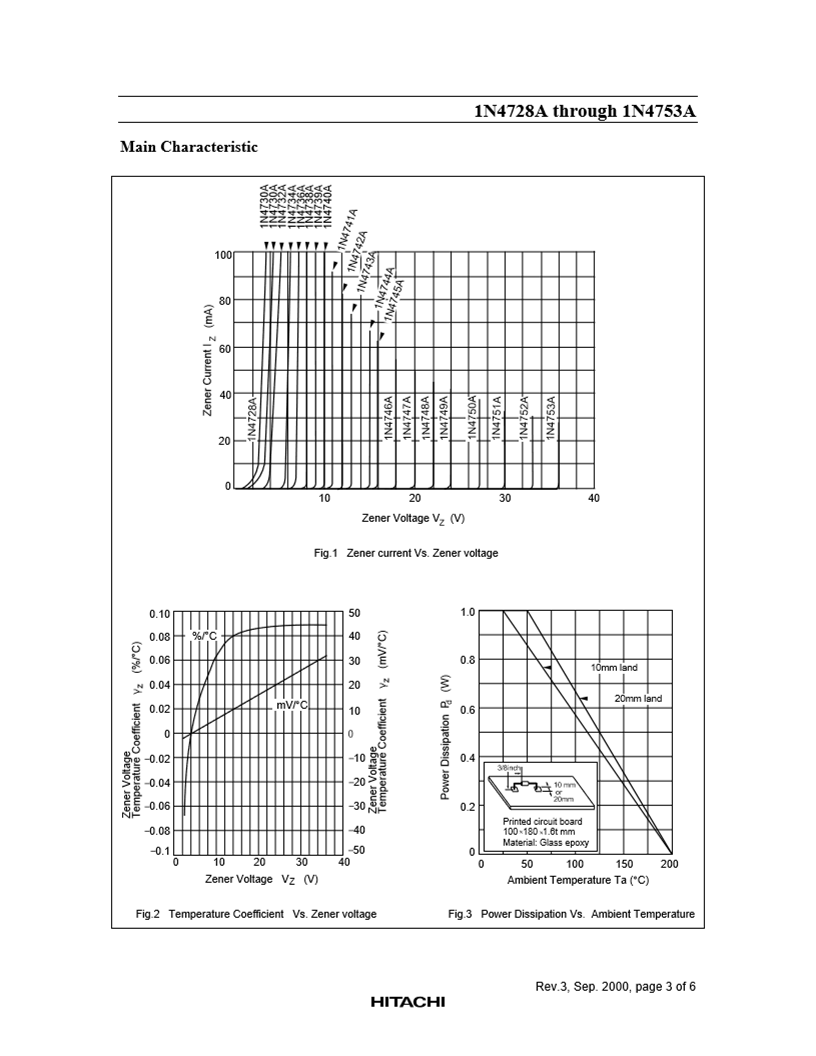 1N4728A through 1N4753A
Main Characteristic
1N4730A
1N4730A
1N4732A
1N4734A
1N4736A
1N4738A
1N4739A
1N4740A
1N4741A
1N4742A
1N4743A
1N4744A
1N4745A
100
80
60
40
20
0
Zener Current I Z (mA)
1N4728A
1N4746A
1N4747A
1N4748A
1N4749A
1N4750A
1N4751A
1N4752A
1N4753A
10 20 30 40
Zener Voltage VZ (V)
Fig.1 Zener current Vs. Zener voltage
0.10
0.08
0.06
0.04
0.02
0
–0.02
–0.04
–0.06
–0.08
–0.1
Zener Voltage
Temperature Coefficient γZ (%/°C)
%/°C
mV/°C
50
40
30
20
10
0
–10
–20
–30
–40
–50
Zener Voltage
Temperature Coefficient γZ (mV/°C)
0 10 20 30 40
Zener Voltage VZ (V)
Fig.2 Temperature Coefficient Vs. Zener voltage
1.0
0.8
0.6
0.4
0.2
0
Power Dissipation Pd (W)
10mm land
20mm land
3/8inch
10 mm
or
20mm
Printed circuit board
100×180×1.6t mm
Material: Glass epoxy
0 50 100 150 200
Ambient Temperature Ta (°C)
Fig.3 Power Dissipation Vs. Ambient Temperature
Rev.3, Sep. 2000, page 3 of 6
HITACHI